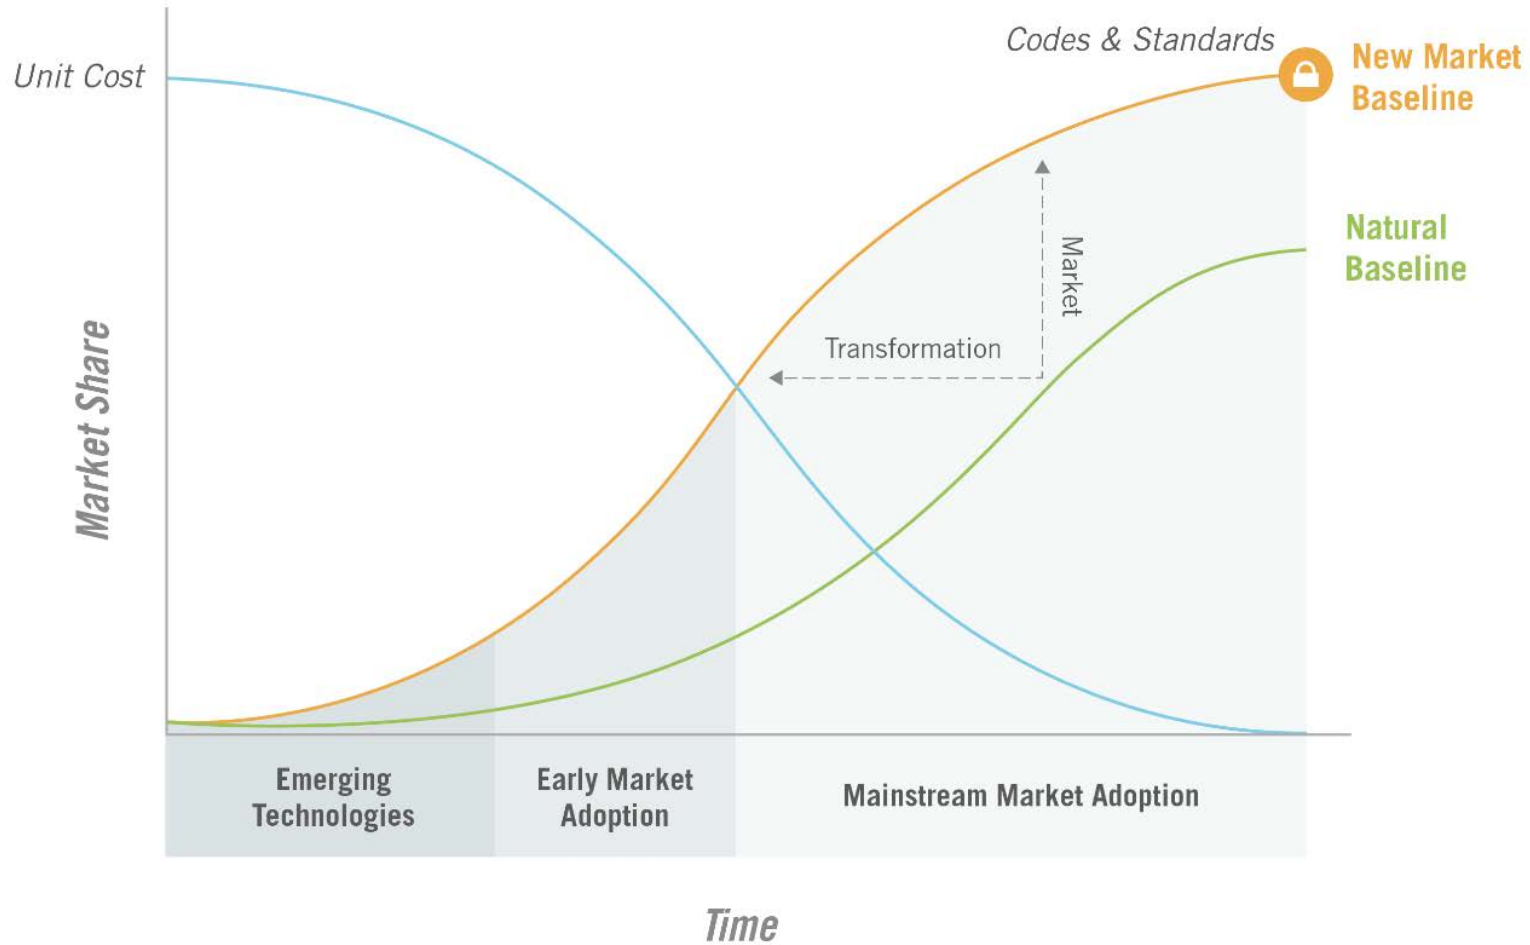 Codes & Standards
New Market
Baseline
Unit Cost
Natural
Baseline
Market
Transformation
Market Share
Emerging
Technologies
Early Market
Adoption
Mainstream Market Adoption
Time